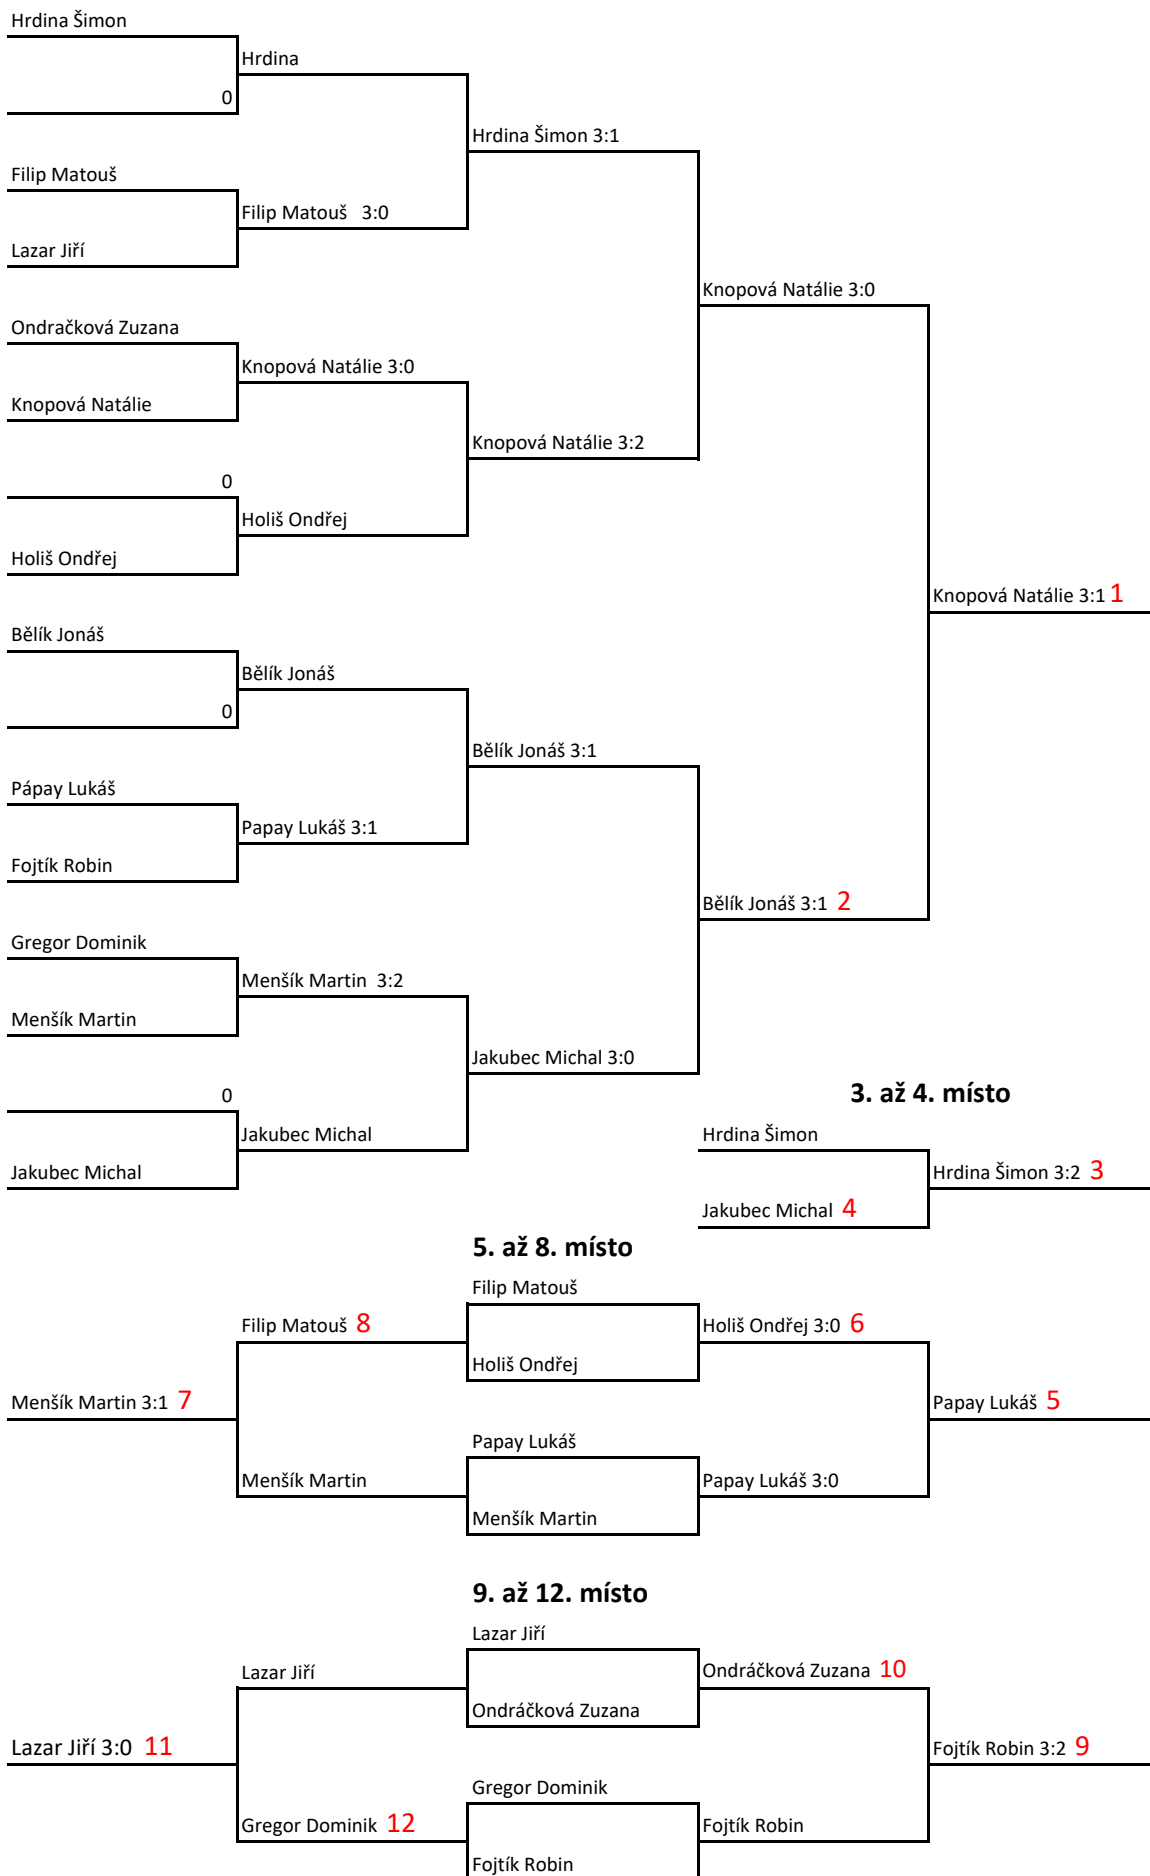 Hrdina Šimon
Hrdina
0
Hrdina Šimon 3:1
Filip Matouš
Filip Matouš 3:0
Lazar Jiří
Knopová Natálie 3:0
Ondračková Zuzana
Knopová Natálie 3:0
Knopová Natálie
Knopová Natálie 3:2
0
Holiš Ondřej
Holiš Ondřej
Knopová Natálie 3:1 1
Bělík Jonáš
Bělík Jonáš
0
Bělík Jonáš 3:1
Pápay Lukáš
Papay Lukáš 3:1
Fojtík Robin
Bělík Jonáš 3:1 2
Gregor Dominik
Menšík Martin 3:2
Menšík Martin
Jakubec Michal 3:0
0
3. až 4. místo
Jakubec Michal
Hrdina Šimon
Jakubec Michal
Hrdina Šimon 3:2 3
Jakubec Michal 4
5. až 8. místo
Filip Matouš
Filip Matouš 8
Holiš Ondřej 3:0 6
Holiš Ondřej
Menšík Martin 3:1 7
Papay Lukáš 5
Papay Lukáš
Menšík Martin
Papay Lukáš 3:0
Menšík Martin
9. až 12. místo
Lazar Jiří
Lazar Jiří
Ondráčková Zuzana 10
Ondráčková Zuzana
Lazar Jiří 3:0 11
Fojtík Robin 3:2 9
Gregor Dominik
Gregor Dominik 12
Fojtík Robin
Fojtík Robin